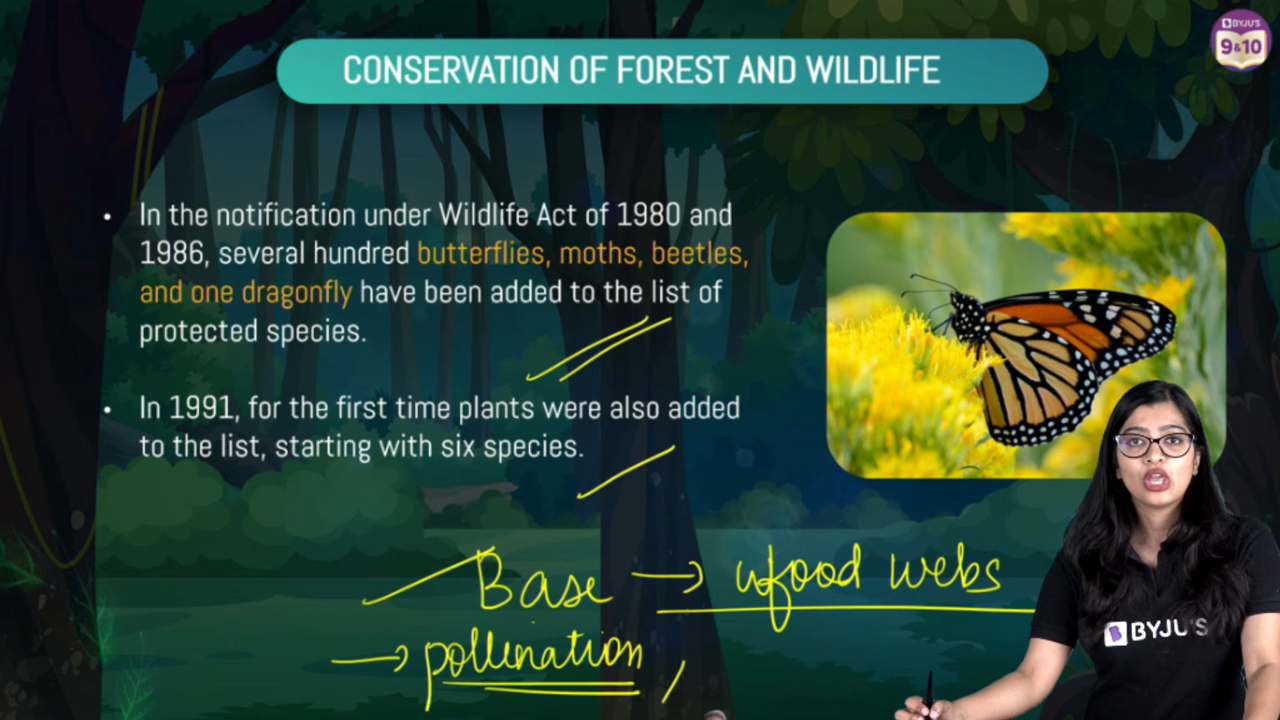 BYJU'S
9&10
CONSERVATION OF FOREST AND WILDLIFE
• In the notification under Wildlife Act of 1980 and
1986, several hundred butterflies, moths, beetles,
and one dragonfly have been added to the list of
protected species.
• In 1991, for the first time plants were also added
to the list, starting with six species.
Base → food webs
→ pollination,
BYJU'S